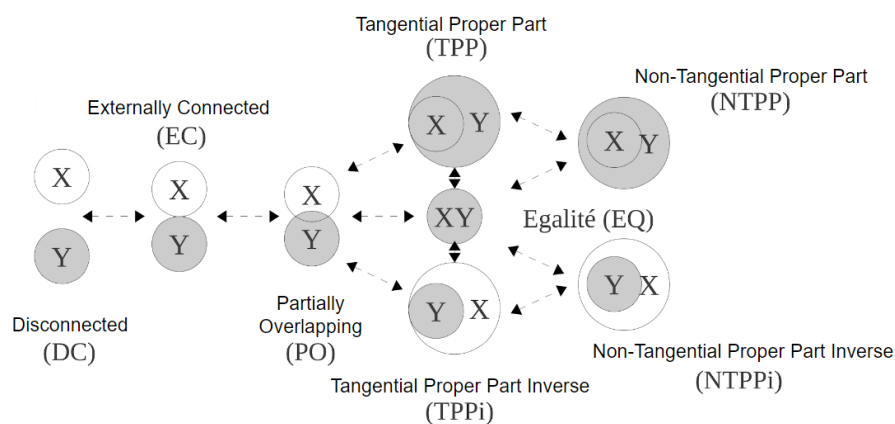 Tangential Proper Part
(TPP)
Non-Tangential Proper Part
(NTPP)
Externally Connected
(EC)
X
Y
X
Y
X
Y
X Y
XY
Y X
X Y
Y X
Egalité (EQ)
Disconnected
(DC)
Partially
Overlapping
(PO)
Tangential Proper Part Inverse
(TPPi)
Non-Tangential Proper Part Inverse
(NTPPi)